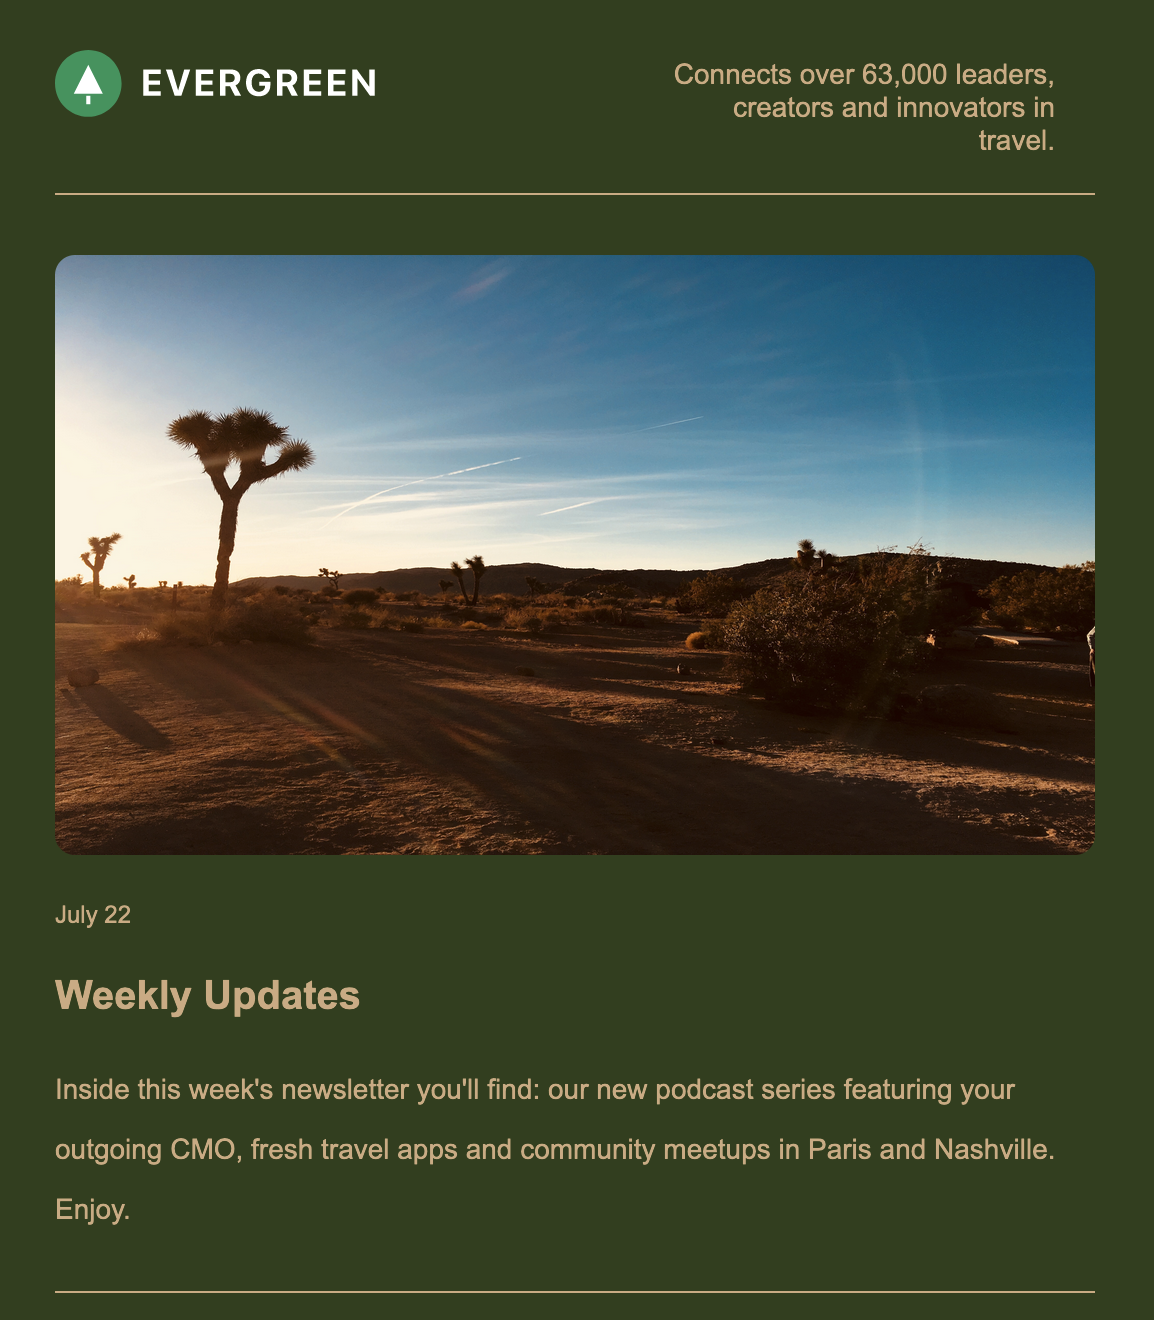 EVERGREEN
Connects over 63,000 leaders,
creators and innovators in
travel.
July 22
Weekly Updates
Inside this week's newsletter you'll find: our new podcast series featuring your
outgoing CMO, fresh travel apps and community meetups in Paris and Nashville.
Enjoy.